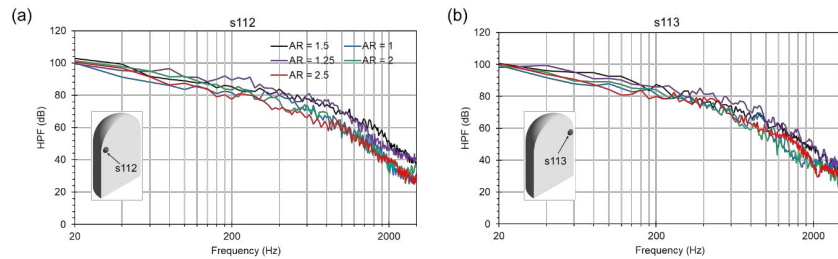 (a)
s112
120
100
80
60
40
20
0
HPF (dB)
AR = 1.5
AR = 1
AR = 1.25
AR = 2
AR = 2.5
s112
20
200
2000
Frequency (Hz)
(b)
s113
120
100
80
60
40
20
0
HPF (dB)
s113
20
200
2000
Frequency (Hz)